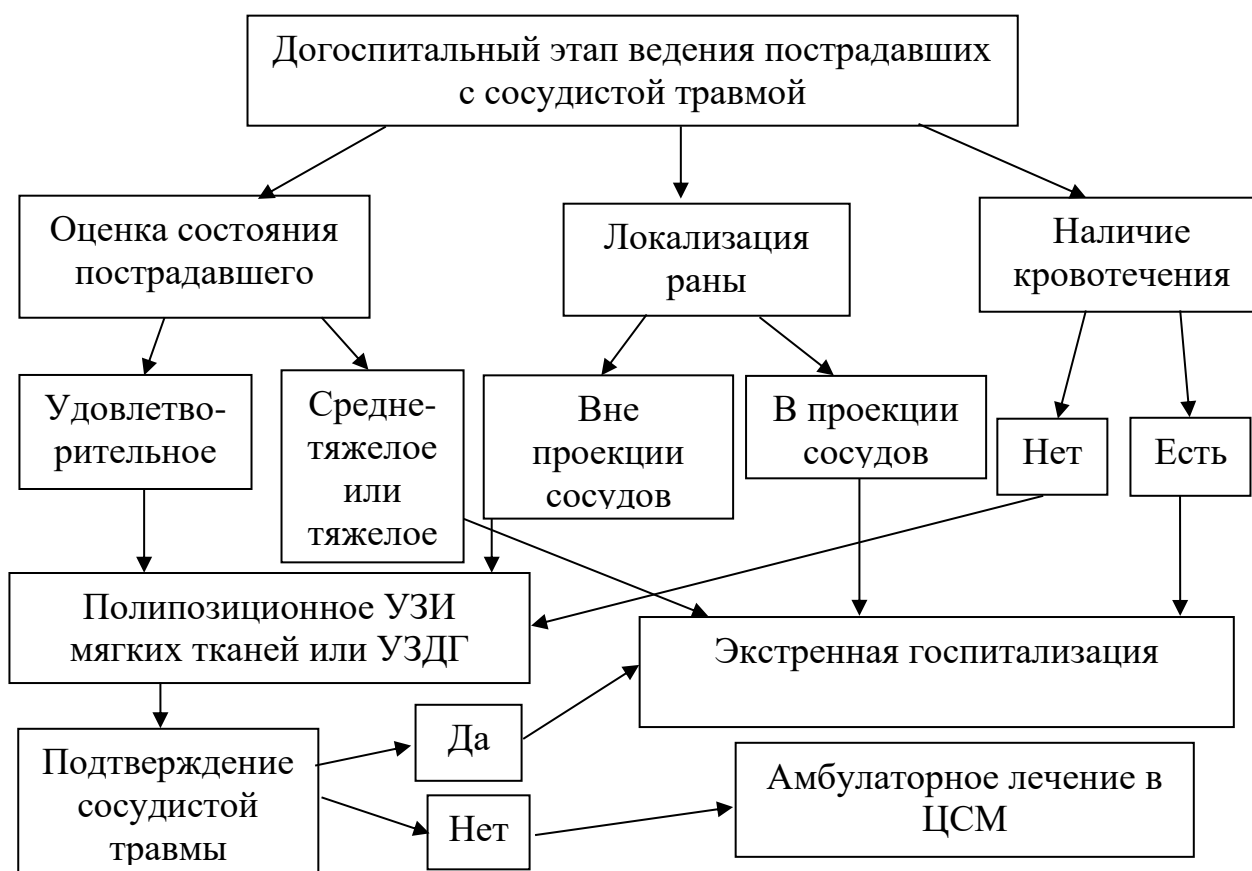 Догоспитальный этап ведения пострадавших
с сосудистой травмой
Оценка состояния
пострадавшего
Локализация
раны
Наличие
кровотечения
Удовлетво-
рительное
Средне-
тяжелое
или
тяжелое
Вне
проекции
сосудов
В проекции
сосудов
Нет
Есть
Полипозиционное УЗИ
мягких тканей или УЗДГ
Экстренная госпитализация
Подтверждение
сосудистой
травмы
Да
Нет
Амбулаторное лечение в
ЦСМ